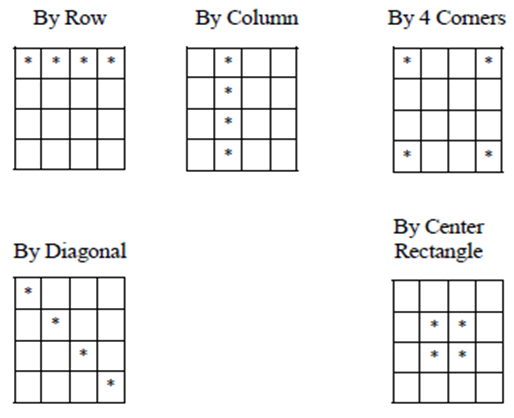 By Row
By Column
By 4 Corners
* * * *
*
*
*
*
* *
* *
By Diagonal
By Center
Rectangle
*
*
*
*
* *
* *